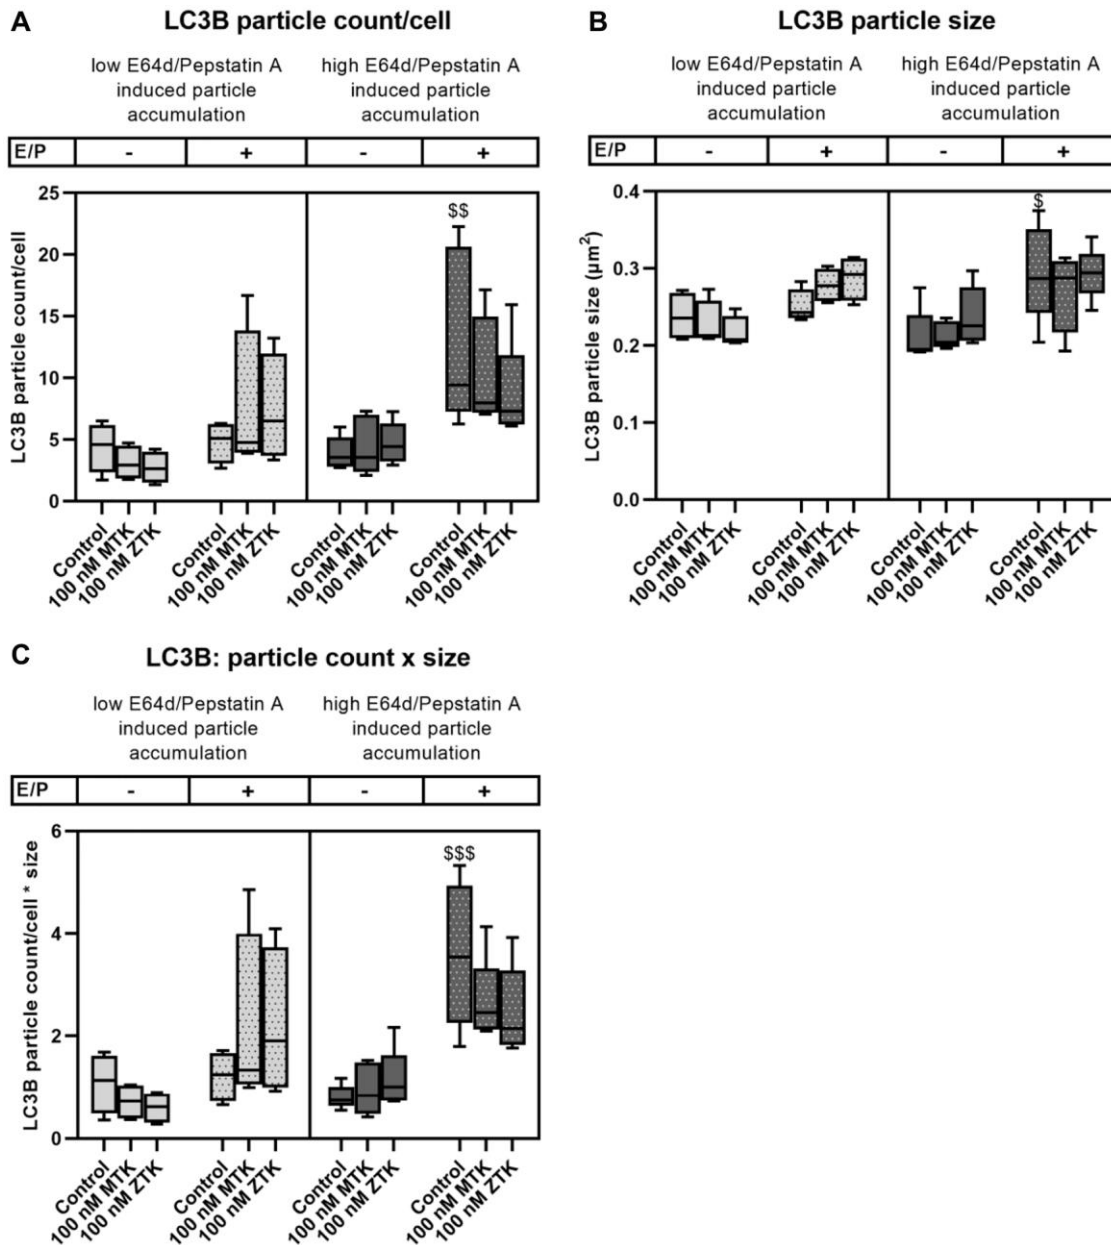 A
LC3B particle count/cell
low E64d/Pepstatin A
induced particle
accumulation
high E64d/Pepstatin A
induced particle
accumulation
E/P - + - +
LC3B particle count/cell
25
20
15
10
5
0
$$
Control
100 nM MTK
100 nM ZTK
Control
100 nM MTK
100 nM ZTK
Control
100 nM MTK
100 nM ZTK
Control
100 nM MTK
100 nM ZTK
B
LC3B particle size
low E64d/Pepstatin A
induced particle
accumulation
high E64d/Pepstatin A
induced particle
accumulation
E/P - + - +
LC3B particle size (µm²)
0.4
0.3
0.2
0.1
0.0
$
Control
100 nM MTK
100 nM ZTK
Control
100 nM MTK
100 nM ZTK
Control
100 nM MTK
100 nM ZTK
Control
100 nM MTK
100 nM ZTK
C
LC3B: particle count x size
low E64d/Pepstatin A
induced particle
accumulation
high E64d/Pepstatin A
induced particle
accumulation
E/P - + - +
LC3B particle count/cell * size
6
4
2
0
$$$
Control
100 nM MTK
100 nM ZTK
Control
100 nM MTK
100 nM ZTK
Control
100 nM MTK
100 nM ZTK
Control
100 nM MTK
100 nM ZTK